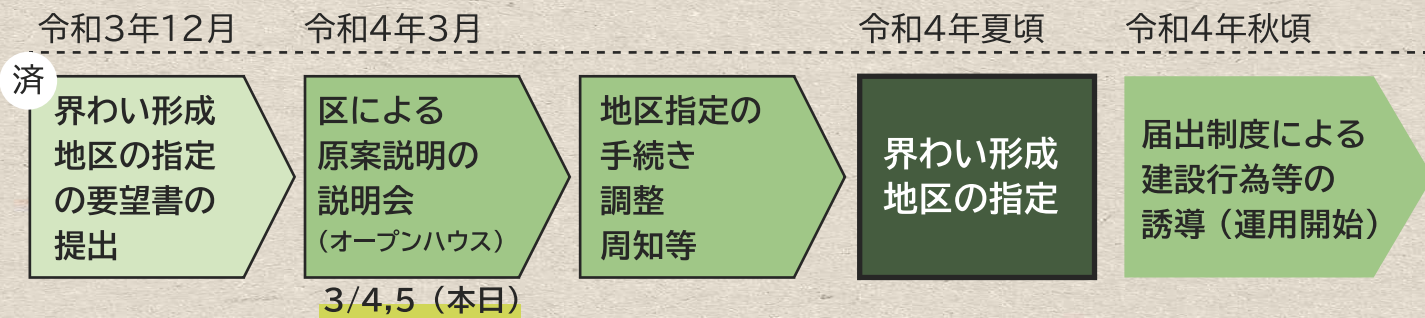 令和3年12月
令和4年3月
令和4年夏頃
令和4年秋頃
済
界わい形成
地区の指定
の要望書の
提出
区による
原案説明の
説明会
（オープンハウス）
3/4,5（本日）
地区指定の
手続き
調整
周知等
界わい形成
地区の指定
届出制度による
建設行為等の
誘導（運用開始）